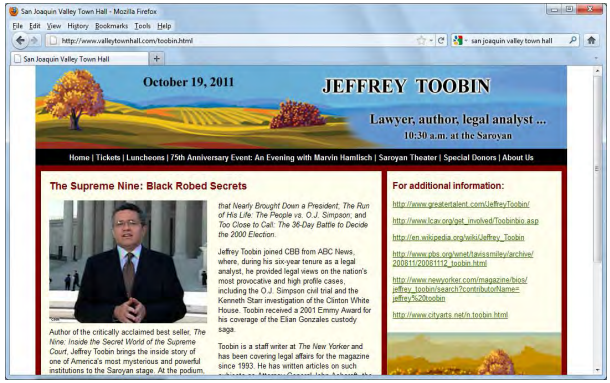 San Joaquin Valley Town Hall - Mozilla Firefox
File Edit View History Bookmarks Tools Help
http://www.valleytownhall.com/toobin.html
san joaquin valley town hall
San Joaquin Valley Town Hall
October 19, 2011
JEFFREY TOOBIN
Lawyer, author, legal analyst ...
10:30 a.m. at the Saroyan
Home | Tickets | Luncheons | 75th Anniversary Event: An Evening with Marvin Hamlisch | Saroyan Theater | Special Donors | About Us
The Supreme Nine: Black Robed Secrets
Author of the critically acclaimed best seller, The
Nine: Inside the Secret World of the Supreme
Court, Jeffrey Toobin brings the inside story of
one of America's most mysterious and powerful
institutions to the Saroyan stage. At the podium,
that Nearly Brought Down a President; The Run
of His Life: The People vs. O.J. Simpson; and
Too Close to Call: The 36-Day Battle to Decide
the 2000 Election.
Jeffrey Toobin joined CBB from ABC News,
where, during his six-year tenure as a legal
analyst, he provided legal views on the nation's
most provocative and high profile cases,
including the O.J. Simpson civil trial and the
Kenneth Starr investigation of the Clinton White
House. Toobin received a 2001 Emmy Award for
his coverage of the Elian Gonzales custody
saga.
Toobin is a staff writer at The New Yorker and
has been covering legal affairs for the magazine
since 1993. He has written articles on such
subjects as Attorney General John Ashcroft, the
For additional information:
http://www.greatertalent.com/JeffreyToobin/
http://www.lcav.org/get_involved/Toobinbio.asp
http://en.wikipedia.org/wiki/Jeffrey_Toobin
http://www.pbs.org/wnet/tavissmiley/archive/
200811/20081112_toobin.html
http://www.newyorker.com/magazine/bios/
jeffrey_toobin/search?contributorName=
jeffrey%20toobin
http://www.cityarts.net/n.toobin.html